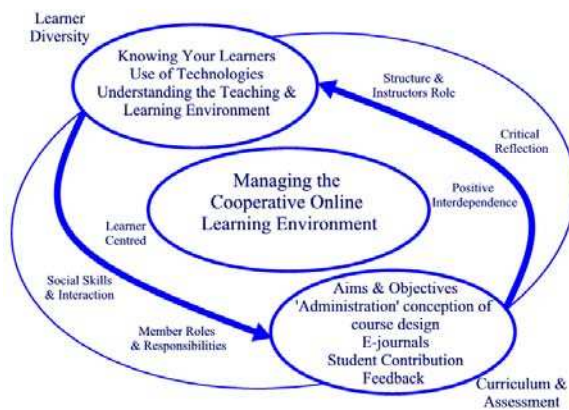 Learner
Diversity
Knowing Your Learners
Use of Technologies
Understanding the Teaching &
Learning Environment
Structure &
Instructors Role
Critical
Reflection
Managing the
Cooperative Online
Learning Environment
Positive
Interdependence
Learner
Centred
Social Skills
& Interaction
Member Roles
& Responsibilities
Aims & Objectives
'Administration' conception of
course design
E-journals
Student Contribution
Feedback
Curriculum &
Assessment